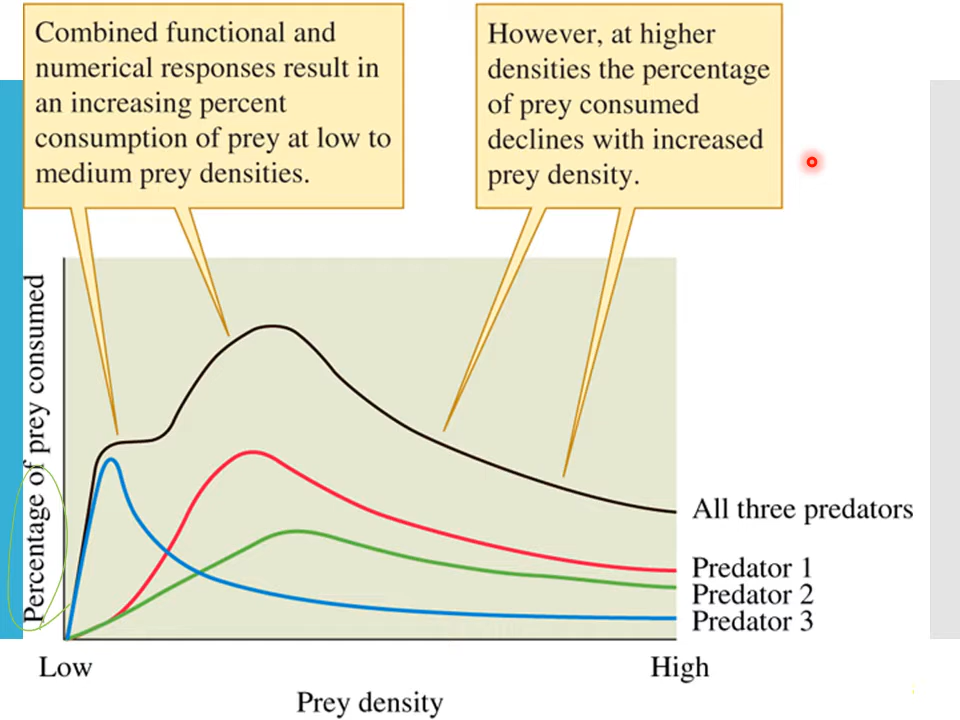 Combined functional and
numerical responses result in
an increasing percent
consumption of prey at low to
medium prey densities.
However, at higher
densities the percentage
of prey consumed
declines with increased
prey density.
Percentage of prey consumed
All three predators
Predator 1
Predator 2
Predator 3
Low
High
Prey density